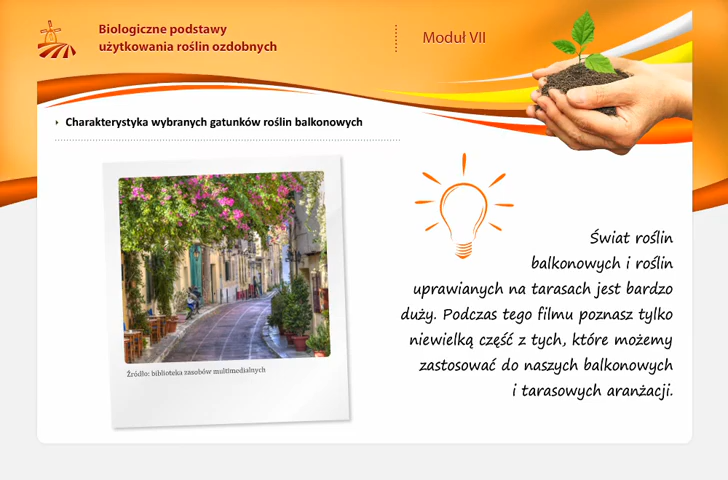 Biologiczne podstawy
użytkowania roślin ozdobnych
Moduł VII
Charakterystyka wybranych gatunków roślin balkonowych
Świat roślin
balkonowych i roślin
uprawianych na tarasach jest bardzo
duży. Podczas tego filmu poznasz tylko
niewielką część z tych, które możemy
zastosować do naszych balkonowych
i tarasowych aranżacji.
Źródło: biblioteka zasobów multimedialnych